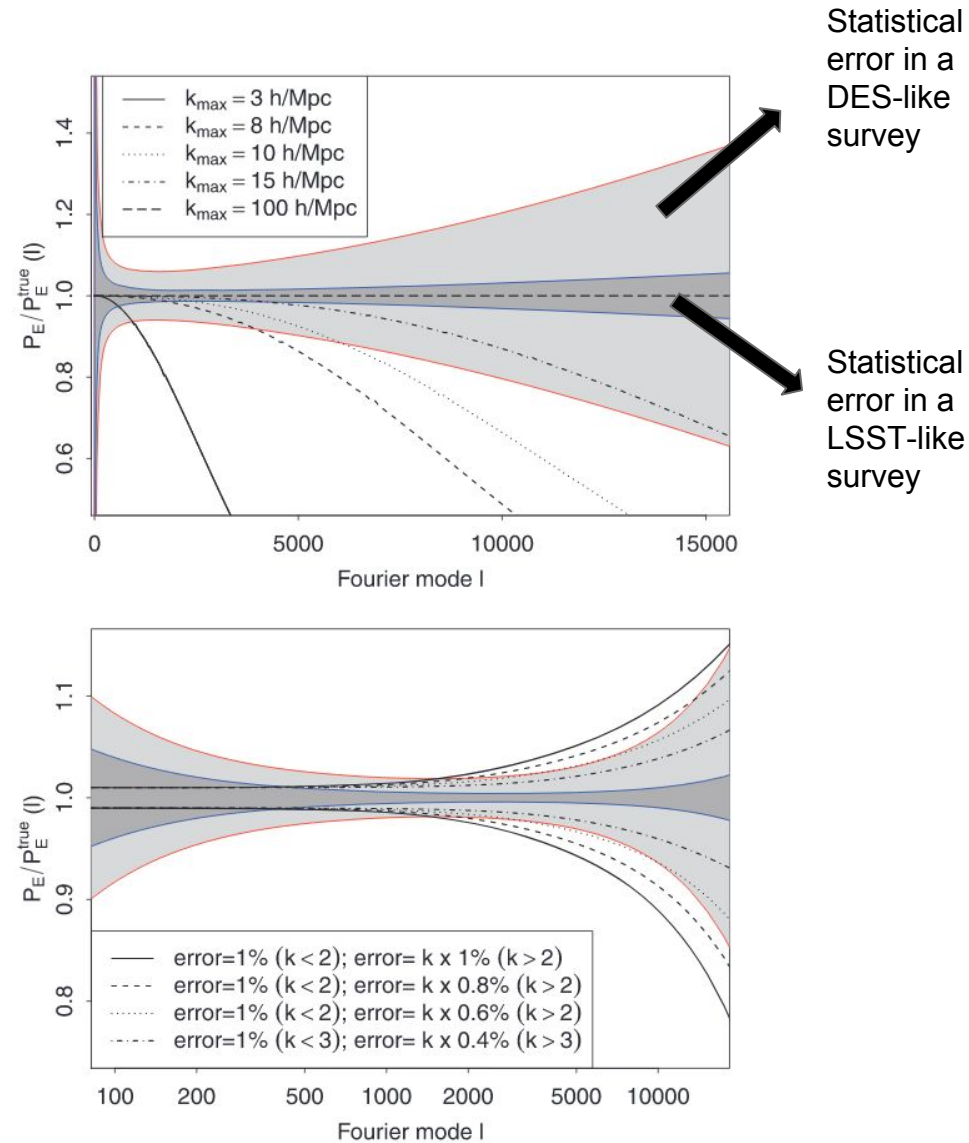 Statistical
error in a
DES-like
survey
k_max = 3 h/Mpc
k_max = 8 h/Mpc
k_max = 10 h/Mpc
k_max = 15 h/Mpc
k_max = 100 h/Mpc
P_E / P_E^true (l)
1.4
1.2
1.0
0.8
0.6
0 5000 10000 15000
Fourier mode l
Statistical
error in a
LSST-like
survey
P_E / P_E^true (l)
1.1
1.0
0.9
0.8
error=1% (k<2); error= k x 1% (k>2)
error=1% (k<2); error= k x 0.8% (k>2)
error=1% (k<2); error= k x 0.6% (k>2)
error=1% (k<3); error= k x 0.4% (k>3)
100 200 500 1000 2000 5000 10000
Fourier mode l